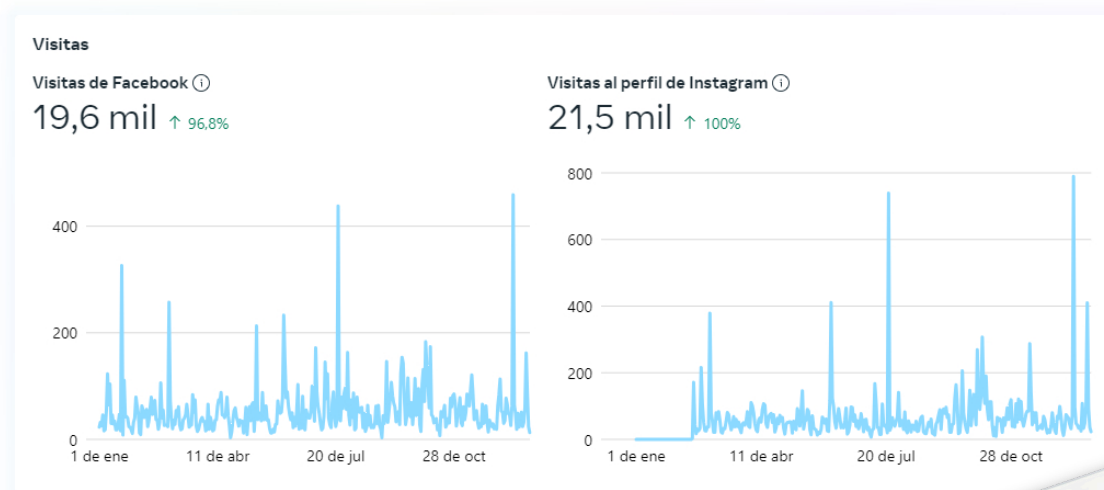 Visitas
Visitas de Facebook
19,6 mil ↑ 96,8%
400
200
0
1 de ene 11 de abr 20 de jul 28 de oct
Visitas al perfil de Instagram
21,5 mil ↑ 100%
800
600
400
200
0
1 de ene 11 de abr 20 de jul 28 de oct